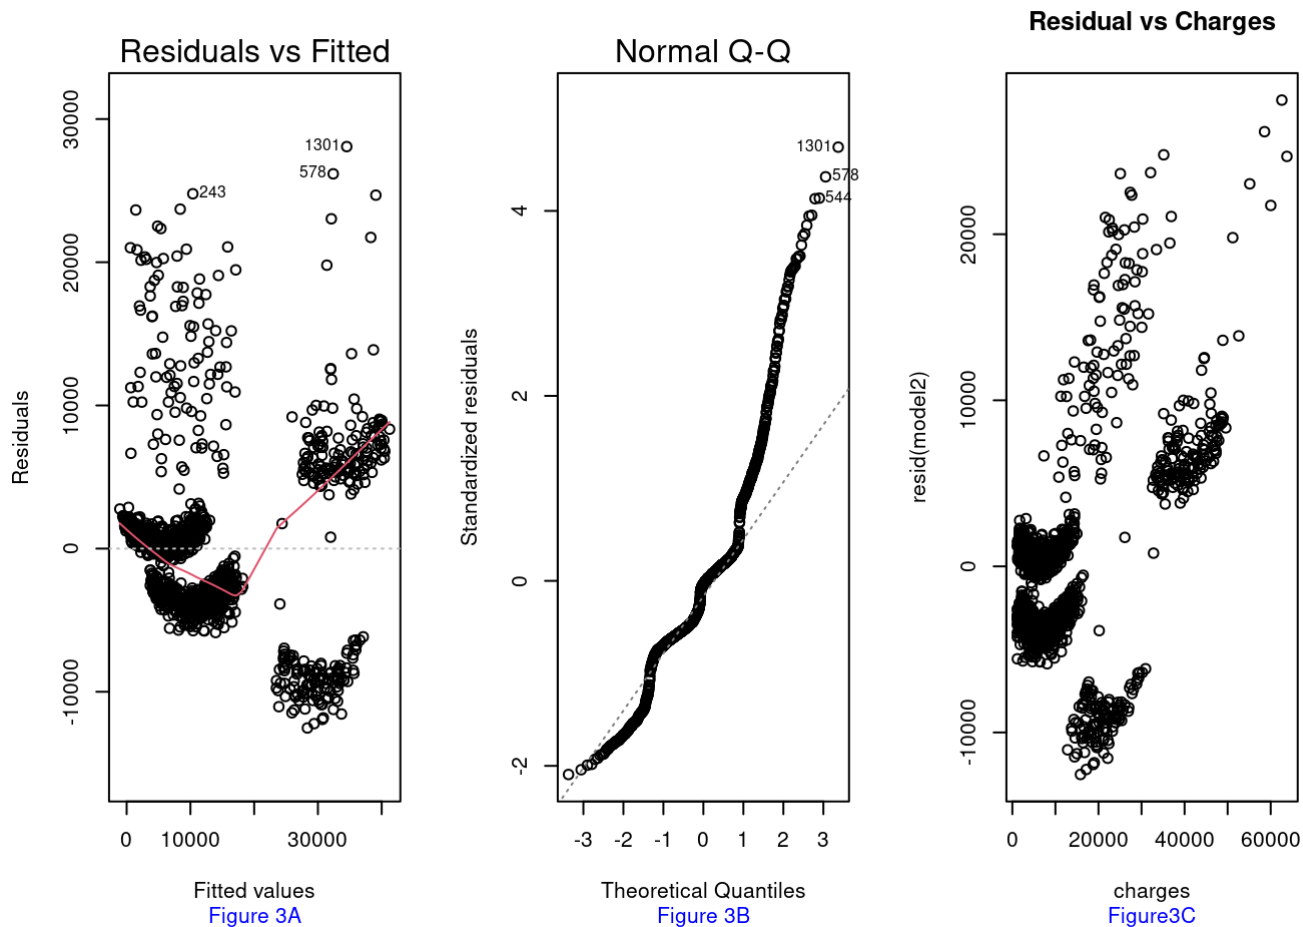 Residuals vs Fitted
30000
20000
10000
0
-10000
Residuals
1301
578
243
0
10000
30000
Fitted values
Figure 3A
Normal Q-Q
4
2
0
-2
Standardized residuals
1301
578
544
-3
-2
-1
0
1
2
3
Theoretical Quantiles
Figure 3B
Residual vs Charges
20000
10000
0
-10000
resid(model2)
0
20000
40000
60000
charges
Figure3C